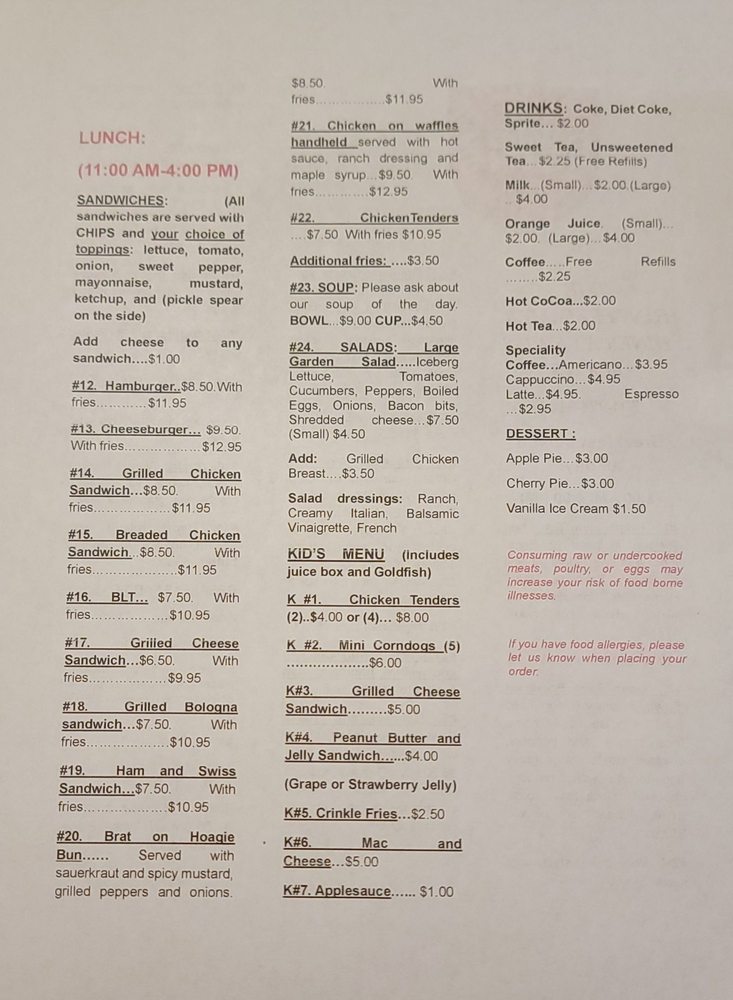 LUNCH:
(11:00 AM-4:00 PM)
SANDWICHES: (All
sandwiches are served with
CHIPS and your choice of
toppings: lettuce, tomato,
onion, sweet pepper,
mayonnaise, mustard,
ketchup, and (pickle spear
on the side)
Add cheese to any
sandwich....$1.00
#12. Hamburger..$8.50.With
fries............$11.95
#13. Cheeseburger... $9.50.
With fries..................$12.95
#14. Grilled Chicken
Sandwich...$8.50. With
fries..................$11.95
#15. Breaded Chicken
Sandwich...$8.50. With
fries...................$11.95
#16. BLT... $7.50. With
fries..................$10.95
#17. Grilled Cheese
Sandwich...$6.50. With
fries..................$9.95
#18. Grilled Bologna
sandwich...$7.50. With
fries..................$10.95
#19. Ham and Swiss
Sandwich...$7.50. With
fries..................$10.95
#20. Brat on Hoagie
Bun...... Served with
sauerkraut and spicy mustard,
grilled peppers and onions.
$8.50. With
fries...............$11.95
#21. Chicken on waffles
handheld served with hot
sauce, ranch dressing and
maple syrup...$9.50. With
fries...............$12.95
#22. ChickenTenders
....$7.50 With fries $10.95
Additional fries: ....$3.50
#23. SOUP: Please ask about
our soup of the day.
BOWL...$9.00 CUP...$4.50
#24. SALADS: Large
Garden Salad.....Iceberg
Lettuce, Tomatoes,
Cucumbers, Peppers, Boiled
Eggs, Onions, Bacon bits,
Shredded cheese...$7.50
(Small) $4.50
Add: Grilled Chicken
Breast....$3.50
Salad dressings: Ranch,
Creamy Italian, Balsamic
Vinaigrette, French
KID'S MENU (includes
juice box and Goldfish)
K #1. Chicken Tenders
(2)..$4.00 or (4)... $8.00
K #2. Mini Corndogs (5)
..................$6.00
K#3. Grilled Cheese
Sandwich.........$5.00
K#4. Peanut Butter and
Jelly Sandwich......$4.00
(Grape or Strawberry Jelly)
K#5. Crinkle Fries...$2.50
K#6. Mac and
Cheese...$5.00
K#7. Applesauce...... $1.00
DRINKS: Coke, Diet Coke,
Sprite... $2.00
Sweet Tea, Unsweetened
Tea...$2.25 (Free Refills)
Milk...(Small)...$2.00.(Large)
..$4.00
Orange Juice. (Small)...
$2.00. (Large)...$4.00
Coffee.....Free Refills
........$2.25
Hot CoCoa...$2.00
Hot Tea...$2.00
Speciality
Coffee...Americano...$3.95
Cappuccino...$4.95
Latte...$4.95. Espresso
...$2.95
DESSERT :
Apple Pie...$3.00
Cherry Pie...$3.00
Vanilla Ice Cream $1.50
Consuming raw or undercooked
meats, poultry, or eggs may
increase your risk of food borne
illnesses.
If you have food allergies, please
let us know when placing your
order.